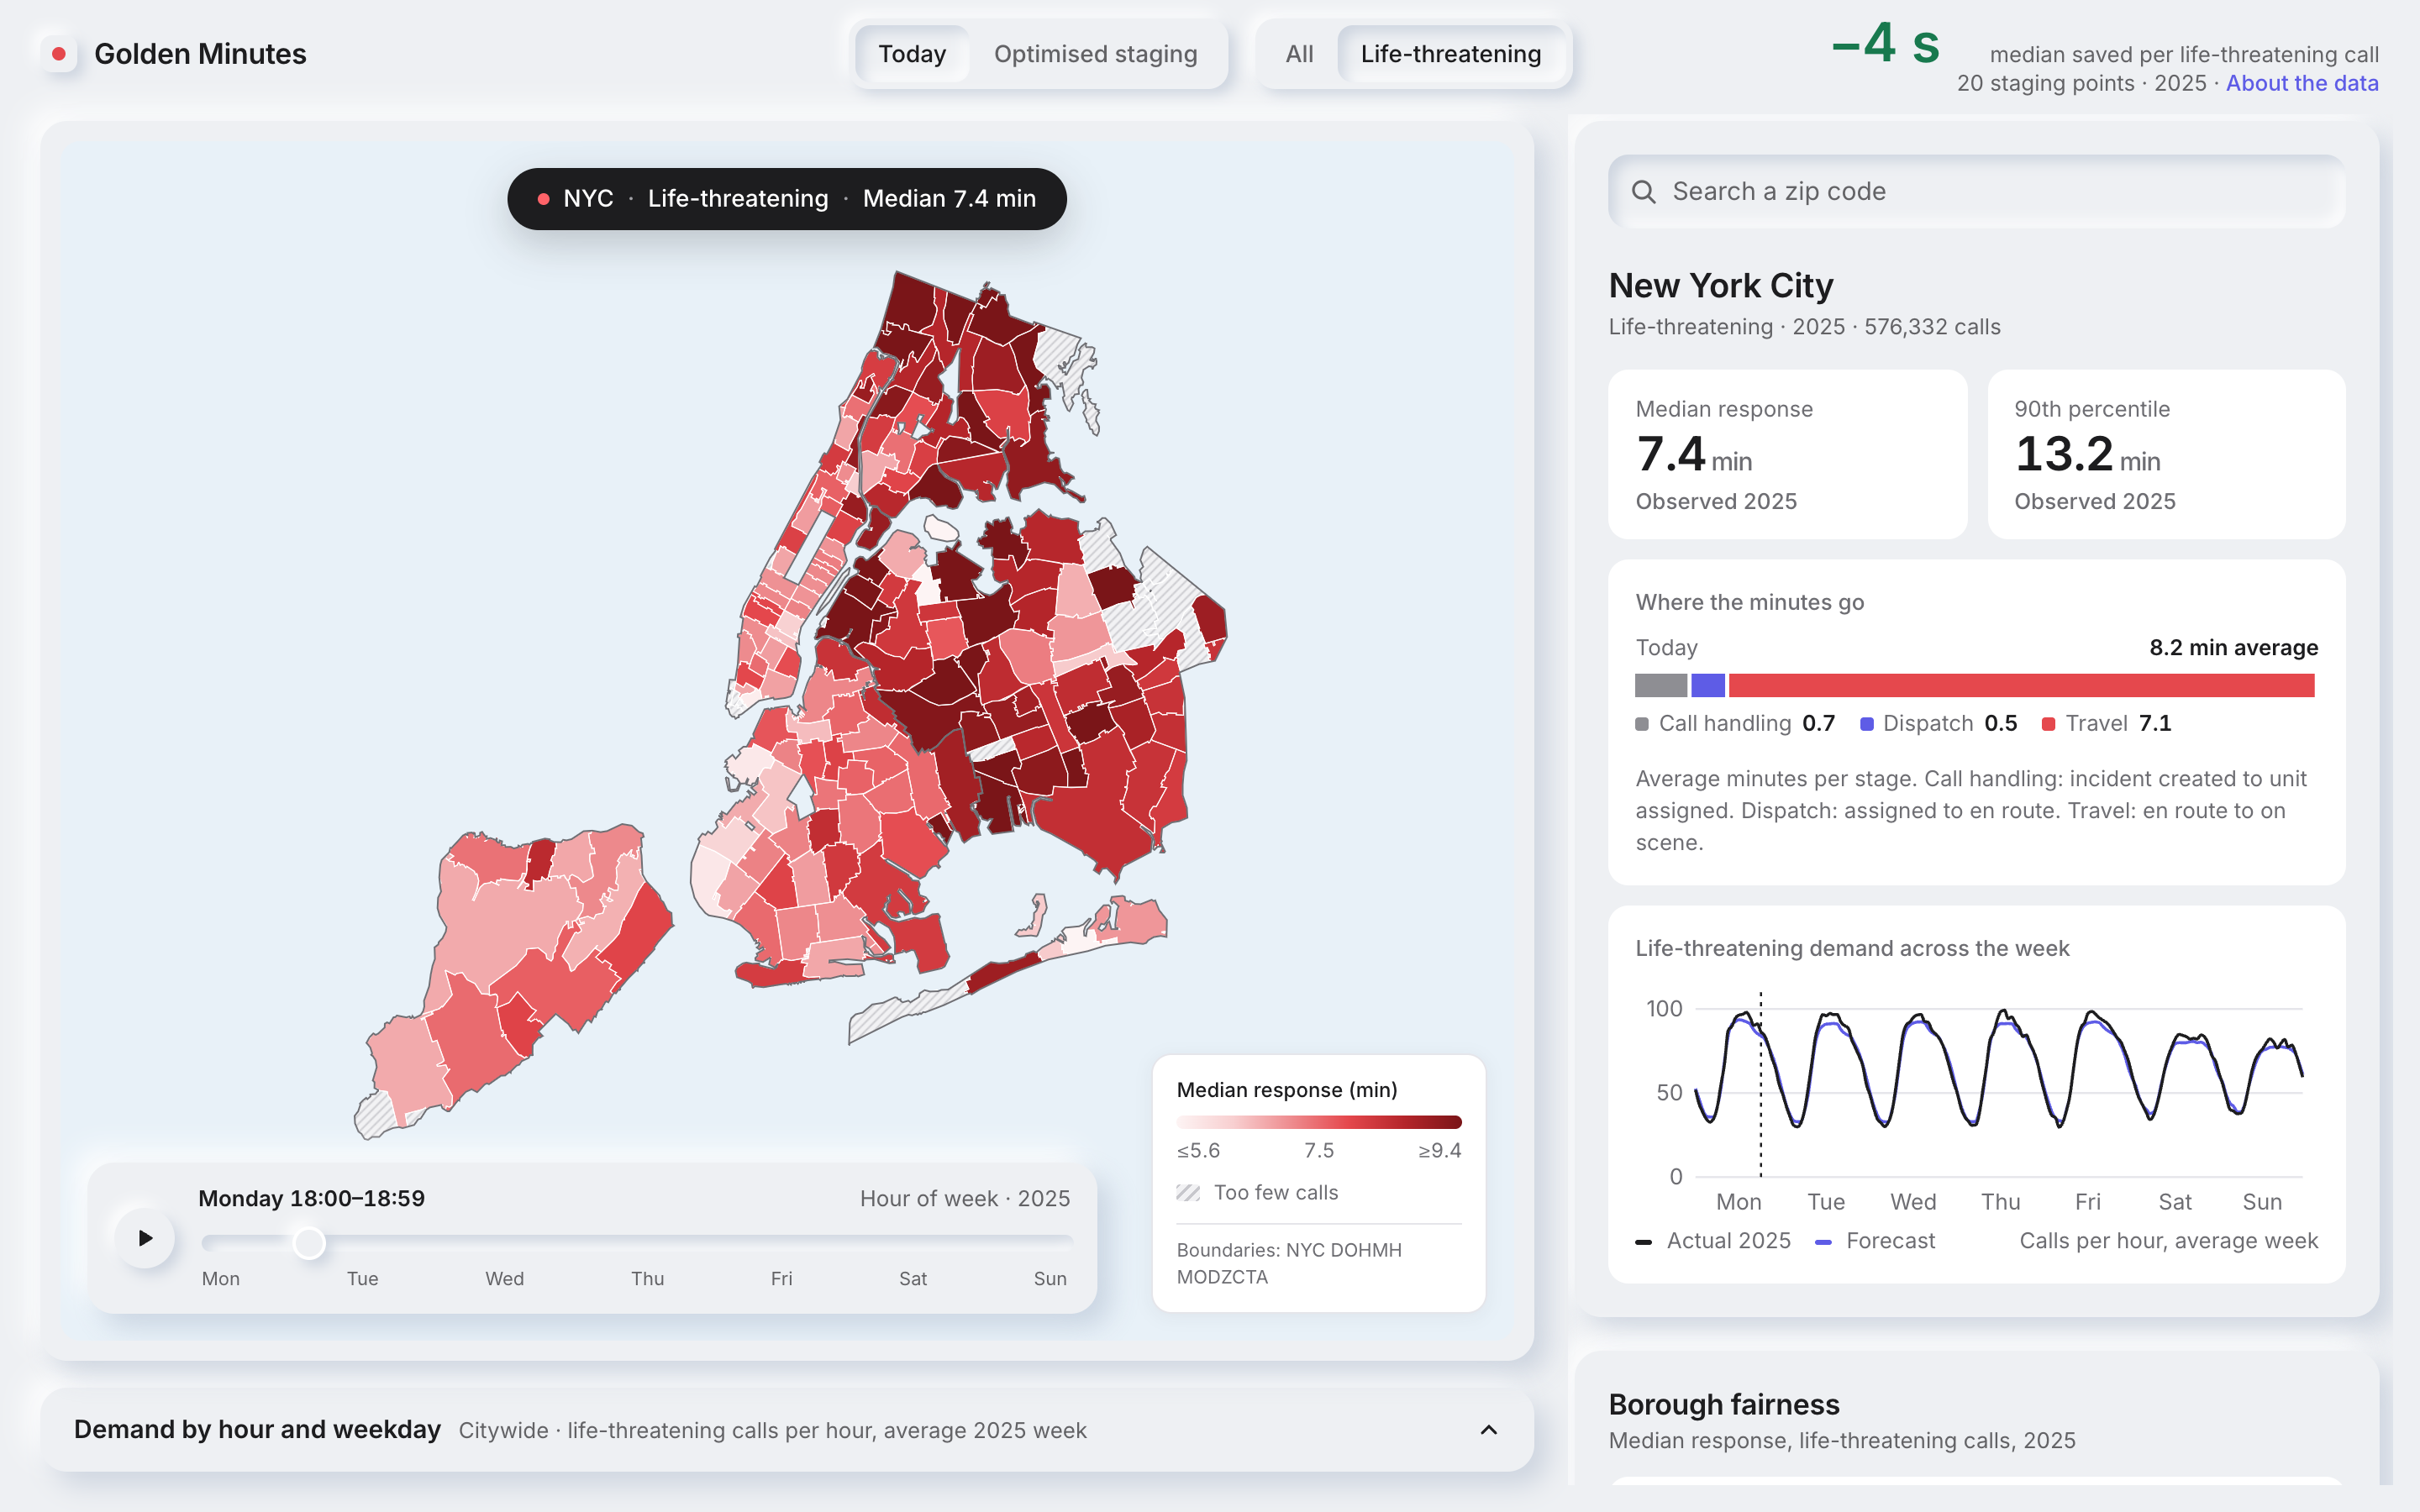 Golden Minutes
Today
Optimised staging
All
Life-threatening
−4 s
median saved per life-threatening call
20 staging points · 2025 · About the data
NYC · Life-threatening · Median 7.4 min
Median response (min)
≤5.6 7.5 ≥9.4
Too few calls
Boundaries: NYC DOHMH
MODZCTA
Monday 18:00–18:59
Hour of week · 2025
Mon Tue Wed Thu Fri Sat Sun
Demand by hour and weekday
Citywide · life-threatening calls per hour, average 2025 week
Search a zip code
New York City
Life-threatening · 2025 · 576,332 calls
Median response
7.4 min
Observed 2025
90th percentile
13.2 min
Observed 2025
Where the minutes go
Today
8.2 min average
Call handling 0.7 Dispatch 0.5 Travel 7.1
Average minutes per stage. Call handling: incident created to unit
assigned. Dispatch: assigned to en route. Travel: en route to on
scene.
Life-threatening demand across the week
100
50
0
Mon Tue Wed Thu Fri Sat Sun
Actual 2025 Forecast
Calls per hour, average week
Borough fairness
Median response, life-threatening calls, 2025